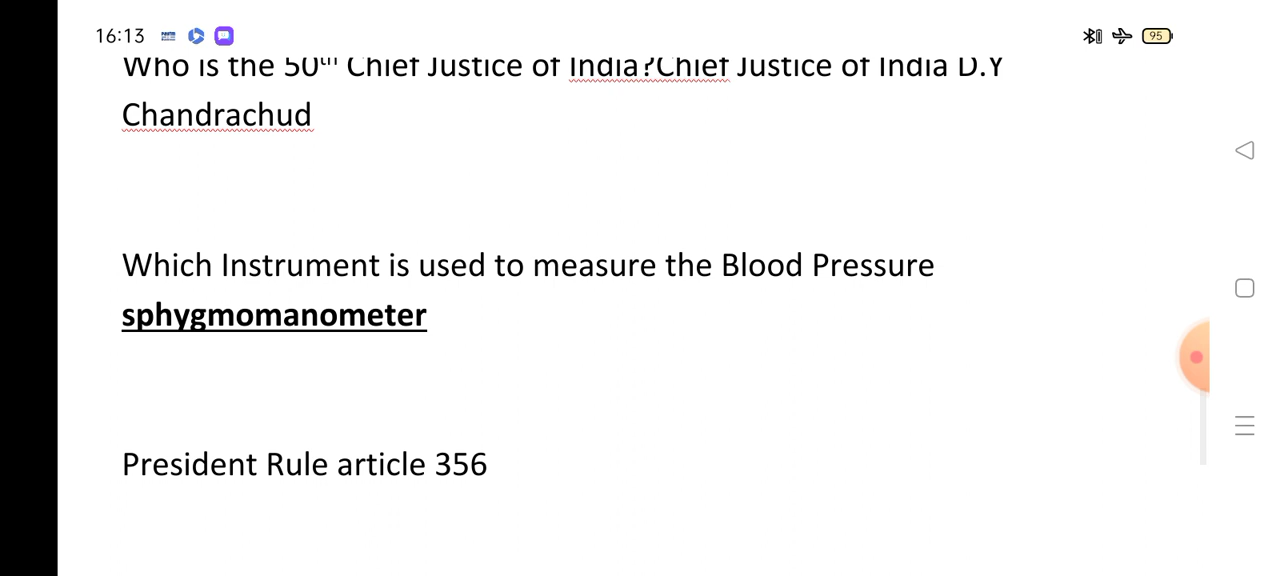 16:13
95
Who is the 50th Chief Justice of India?Chief Justice of India D.Y
Chandrachud
Which Instrument is used to measure the Blood Pressure
sphygmomanometer
President Rule article 356